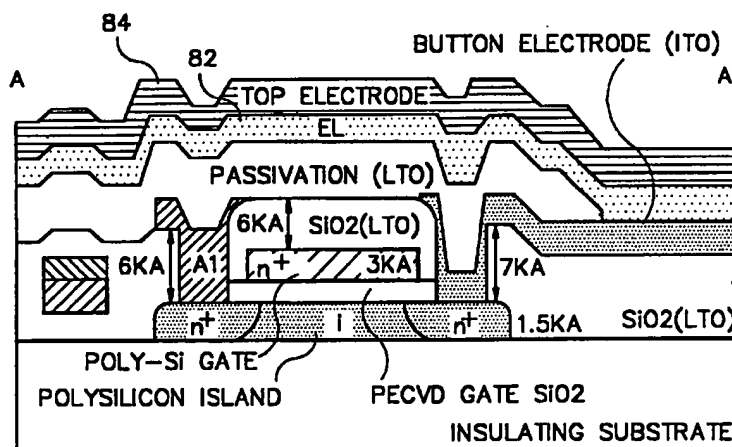 84
BUTTON ELECTRODE (ITO)
82
A
A
TOP ELECTRODE
EL
PASSIVATION (LTO)
6KA
SiO2(LTO)
6KA
A1
n+
3KA
7KA
n+
i
n+
1.5KA
SiO2(LTO)
POLY-Si GATE
POLYSILICON ISLAND
PECVD GATE SiO2
INSULATING SUBSTRATE